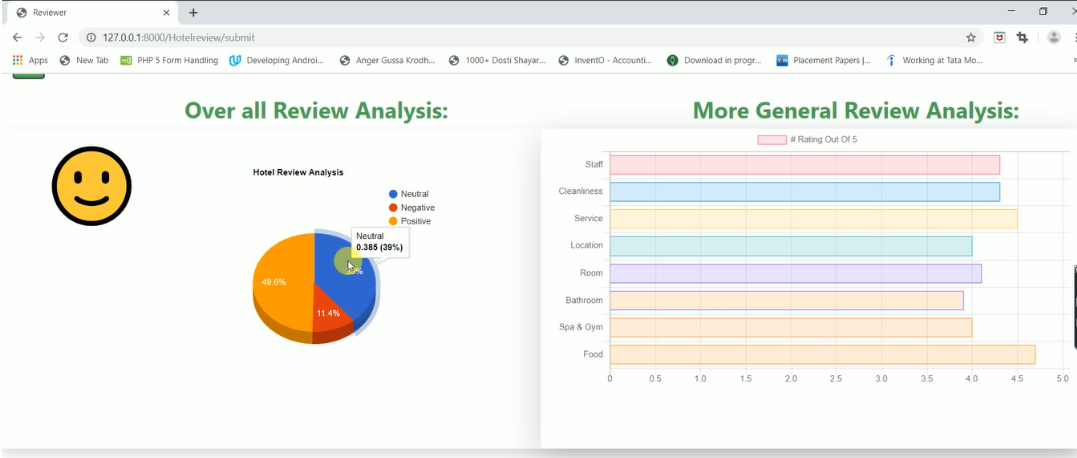 Reviewer
127.0.0.1:8000/Hotelreview/submit
Apps New Tab PHP 5 Form Handling Developing Androi... Anger Gussa Krodh... 1000+ Dosti Shayar... InventO - Accounti... Download in progr... Placement Papers |... Working at Tata Mo...
Over all Review Analysis:
Hotel Review Analysis
Neutral
Negative
Positive
Neutral
0.385 (39%)
49.6%
11.4%
More General Review Analysis:
# Rating Out Of 5
Staff
Cleanliness
Service
Location
Room
Bathroom
Spa & Gym
Food
0 0.5 1.0 1.5 2.0 2.5 3.0 3.5 4.0 4.5 5.0